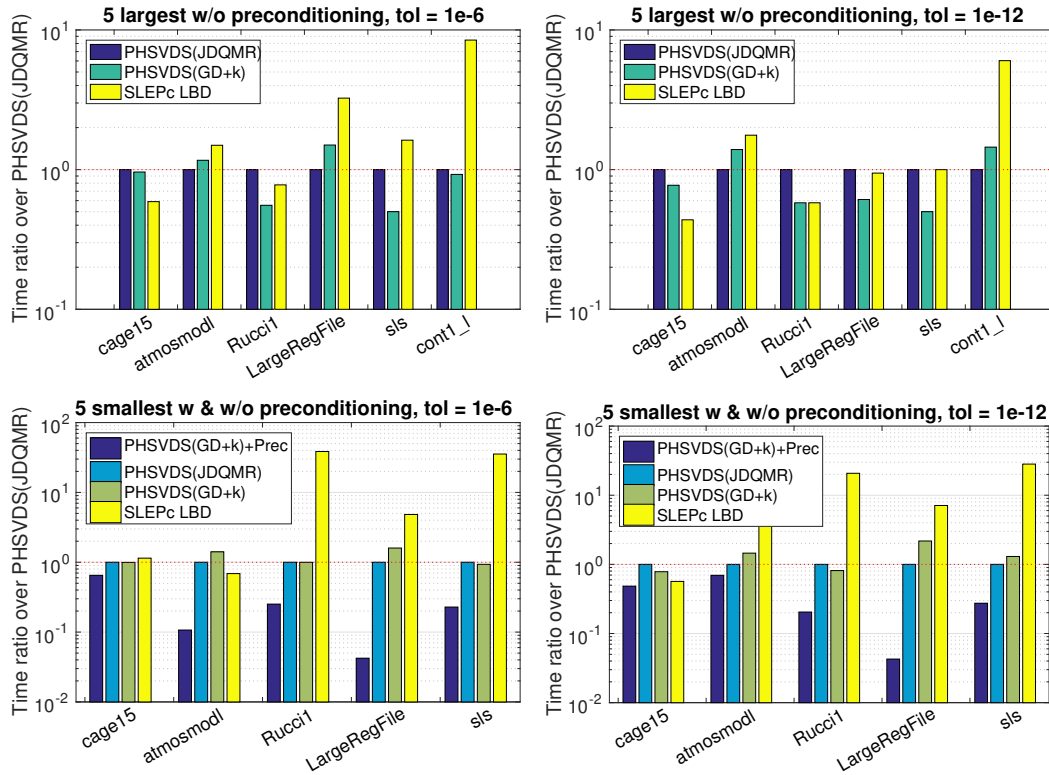 5 largest w/o preconditioning, tol = 1e-6
Time ratio over PHSVDS(JDQMR)
10^1
10^0
10^-1
PHSVDS(JDQMR)
PHSVDS(GD+k)
SLEPc LBD
cage15
atmosmodl
Rucci1
LargeRegFile
sls
cont1_l
5 largest w/o preconditioning, tol = 1e-12
Time ratio over PHSVDS(JDQMR)
10^1
10^0
10^-1
PHSVDS(JDQMR)
PHSVDS(GD+k)
SLEPc LBD
cage15
atmosmodl
Rucci1
LargeRegFile
sls
cont1_l
5 smallest w & w/o preconditioning, tol = 1e-6
Time ratio over PHSVDS(JDQMR)
10^2
10^1
10^0
10^-1
10^-2
PHSVDS(GD+k)+Prec
PHSVDS(JDQMR)
PHSVDS(GD+k)
SLEPc LBD
cage15
atmosmodl
Rucci1
LargeRegFile
sls
5 smallest w & w/o preconditioning, tol = 1e-12
Time ratio over PHSVDS(JDQMR)
10^2
10^1
10^0
10^-1
10^-2
PHSVDS(GD+k)+Prec
PHSVDS(JDQMR)
PHSVDS(GD+k)
SLEPc LBD
cage15
atmosmodl
Rucci1
LargeRegFile
sls